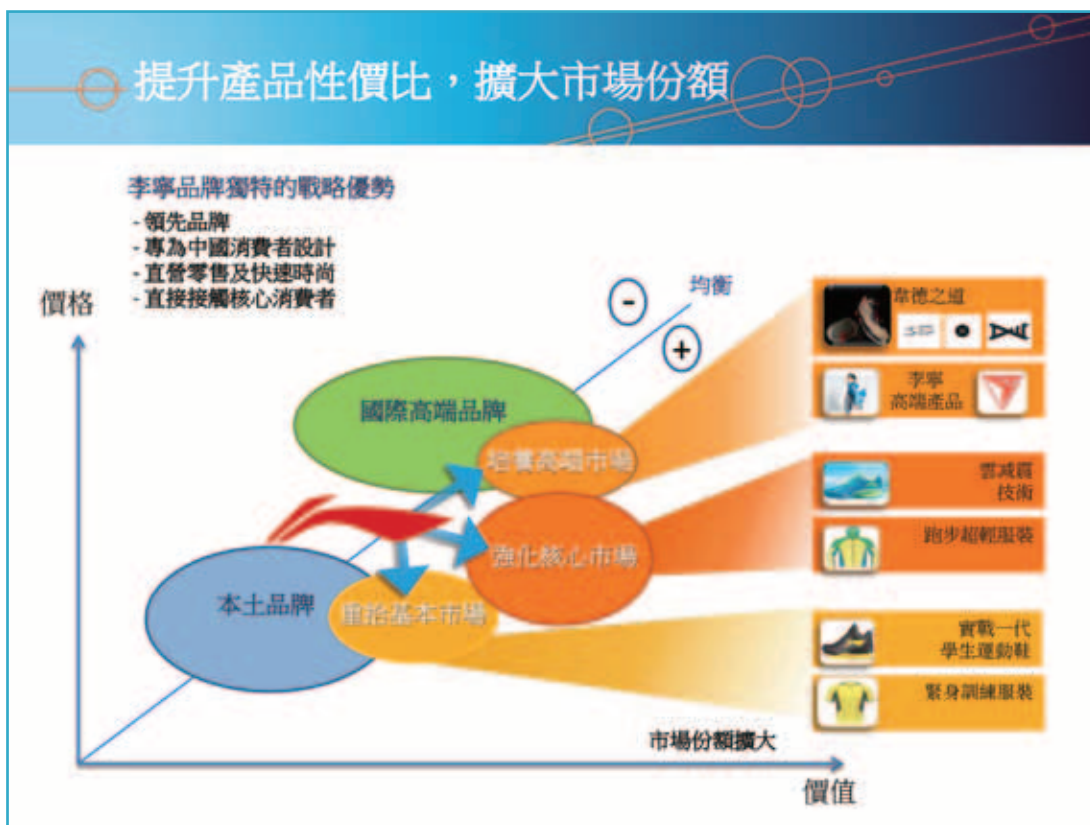 提升產品性價比，擴大市場份額
李寧品牌獨特的戰略優勢
- 領先品牌
- 專為中國消費者設計
- 直營零售及快速時尚
- 直接接觸核心消費者
價格
均衡
-
+
國際高端品牌
培養高端市場
強化核心市場
本土品牌
重拾基本市場
韋德之道
李寧
高端產品
雲減震
技術
跑步超輕服裝
實戰一代
學生運動鞋
緊身訓練服裝
市場份額擴大
價值